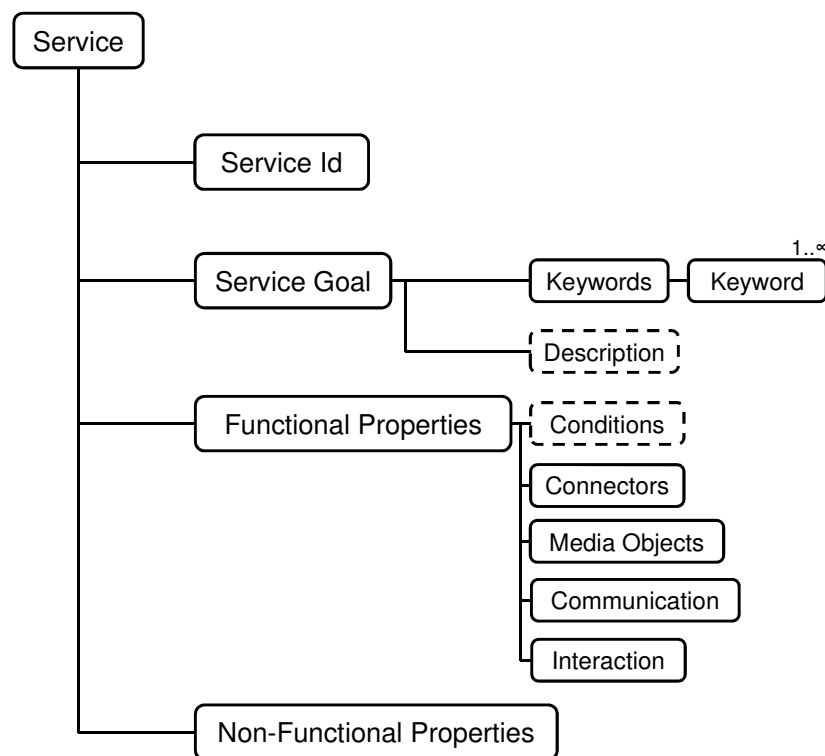 Service
Service Id
Service Goal
1..∞
Keywords
Keyword
Description
Functional Properties
Conditions
Connectors
Media Objects
Communication
Interaction
Non-Functional Properties